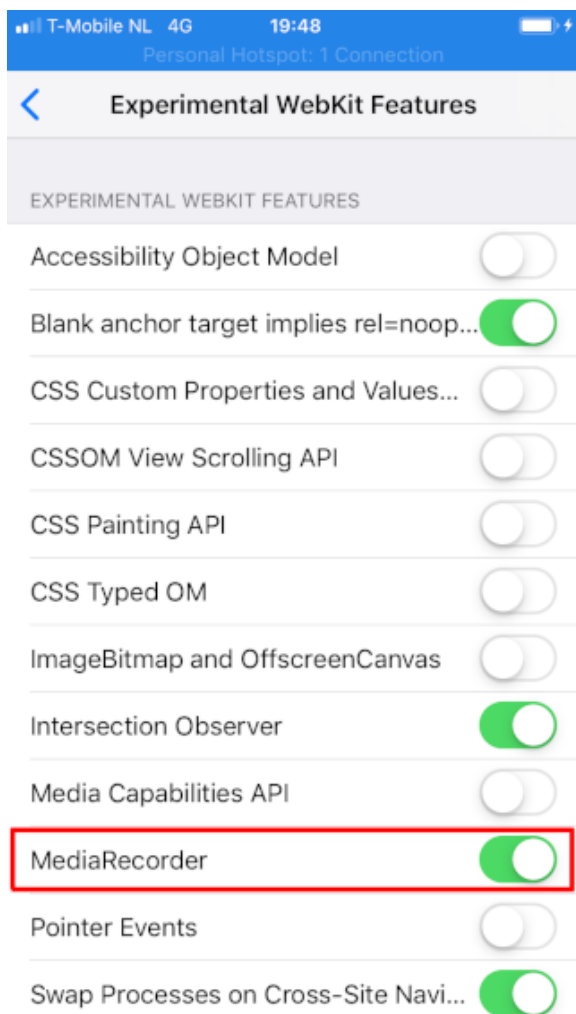 T-Mobile NL 4G 19:48
Personal Hotspot: 1 Connection
Experimental WebKit Features
EXPERIMENTAL WEBKIT FEATURES
Accessibility Object Model
Blank anchor target implies rel=noop...
CSS Custom Properties and Values...
CSSOM View Scrolling API
CSS Painting API
CSS Typed OM
ImageBitmap and OffscreenCanvas
Intersection Observer
Media Capabilities API
MediaRecorder
Pointer Events
Swap Processes on Cross-Site Navi...